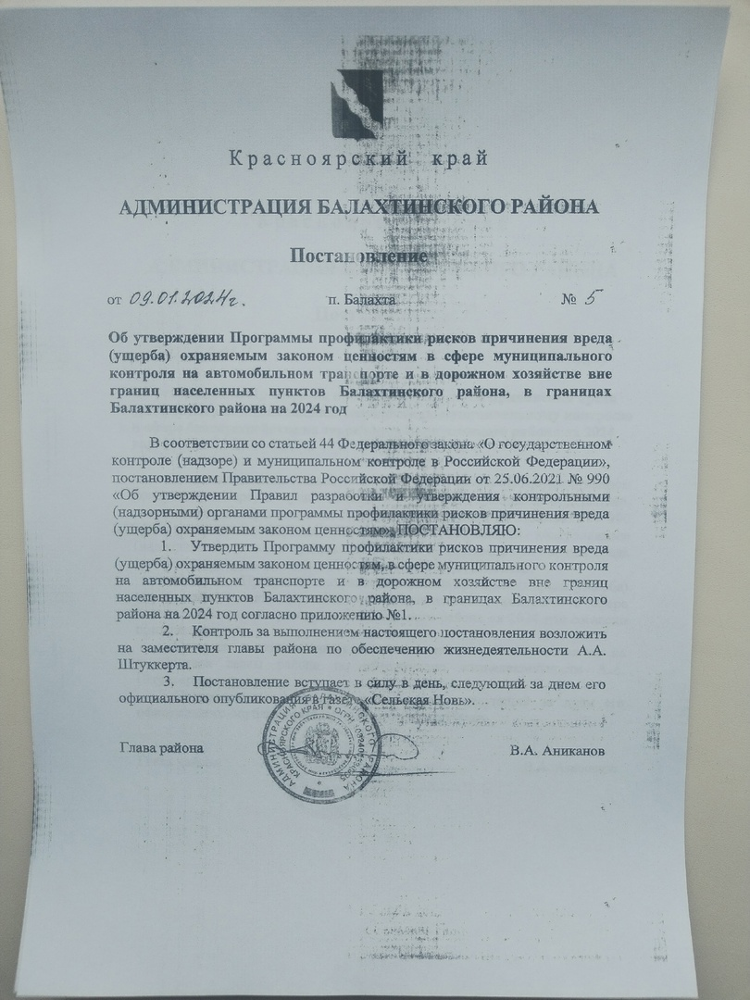 Красноярский край
АДМИНИСТРАЦИЯ БАЛАХТИНСКОГО РАЙОНА
Постановление
от 09.01.2024г. п. Балахта № 5
Об утверждении Программы профилактики рисков причинения вреда
(ущерба) охраняемым законом ценностям в сфере муниципального
контроля на автомобильном транспорте и в дорожном хозяйстве вне
границ населенных пунктов Балахтинского района, в границах
Балахтинского района на 2024 год
В соответствии со статьей 44 Федерального закона «О государственном
контроле (надзоре) и муниципальном контроле в Российской Федерации»,
постановлением Правительства Российской Федерации от 25.06.2021 № 990
«Об утверждении Правил разработки и утверждения контрольными
(надзорными) органами программы профилактики рисков причинения вреда
(ущерба) охраняемым законом ценностям», ПОСТАНОВЛЯЮ:
1. Утвердить Программу профилактики рисков причинения вреда
(ущерба) охраняемым законом ценностям, в сфере муниципального контроля
на автомобильном транспорте и в дорожном хозяйстве вне границ
населенных пунктов Балахтинского района, в границах Балахтинского
района на 2024 год согласно приложению №1.
2. Контроль за выполнением настоящего постановления возложить
на заместителя главы района по обеспечению жизнедеятельности А.А.
Штуккерта.
3. Постановление вступает в силу в день, следующий за днем его
официального опубликования в газете «Сельская Новь».
Глава района В.А. Аниканов
АДМИНИСТРАЦИЯ БАЛАХТИНСКОГО РАЙОНА
КРАСНОЯРСКОГО КРАЯ * ОГРН